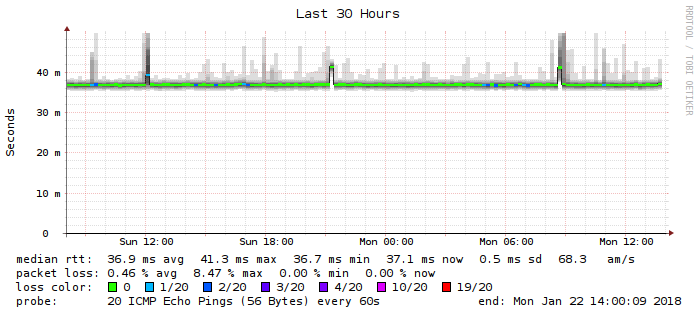 Last 30 Hours
RRDTOOL / TOBI OETIKER
Seconds
40 m
30 m
20 m
10 m
0
Sun 12:00 Sun 18:00 Mon 00:00 Mon 06:00 Mon 12:00
median rtt: 36.9 ms avg 41.3 ms max 36.7 ms min 37.1 ms now 0.5 ms sd 68.3 am/s
packet loss: 0.46 % avg 8.47 % max 0.00 % min 0.00 % now
loss color: 0 1/20 2/20 3/20 4/20 10/20 19/20
probe: 20 ICMP Echo Pings (56 Bytes) every 60s end: Mon Jan 22 14:00:09 2018